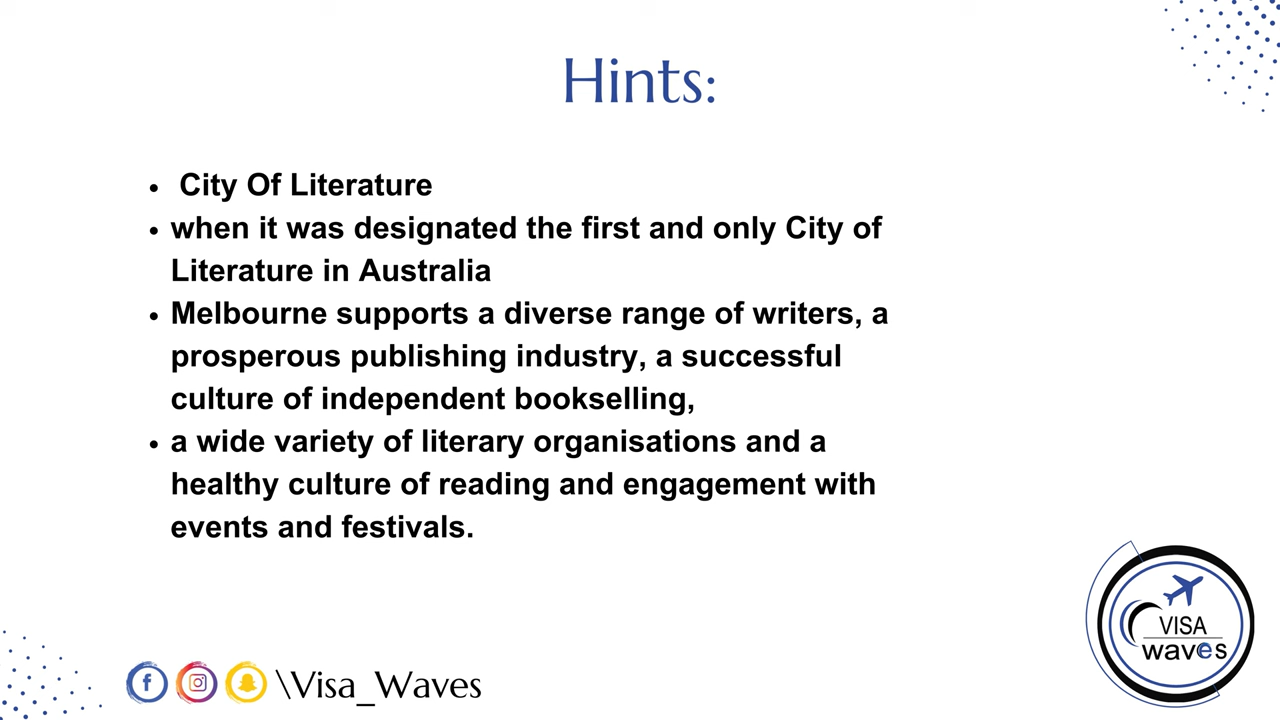 Hints:
• City Of Literature
• when it was designated the first and only City of
Literature in Australia
• Melbourne supports a diverse range of writers, a
prosperous publishing industry, a successful
culture of independent bookselling,
• a wide variety of literary organisations and a
healthy culture of reading and engagement with
events and festivals.
VISA
waves
\Visa_Waves